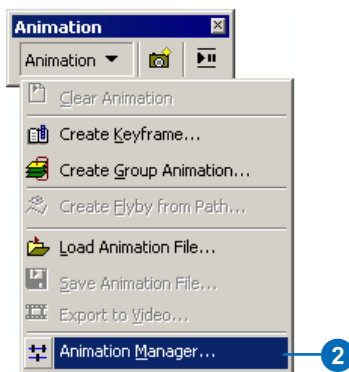 Animation
Animation
Clear Animation
Create Keyframe...
Create Group Animation...
Create Flyby from Path...
Load Animation File...
Save Animation File...
Export to Video...
Animation Manager...
2